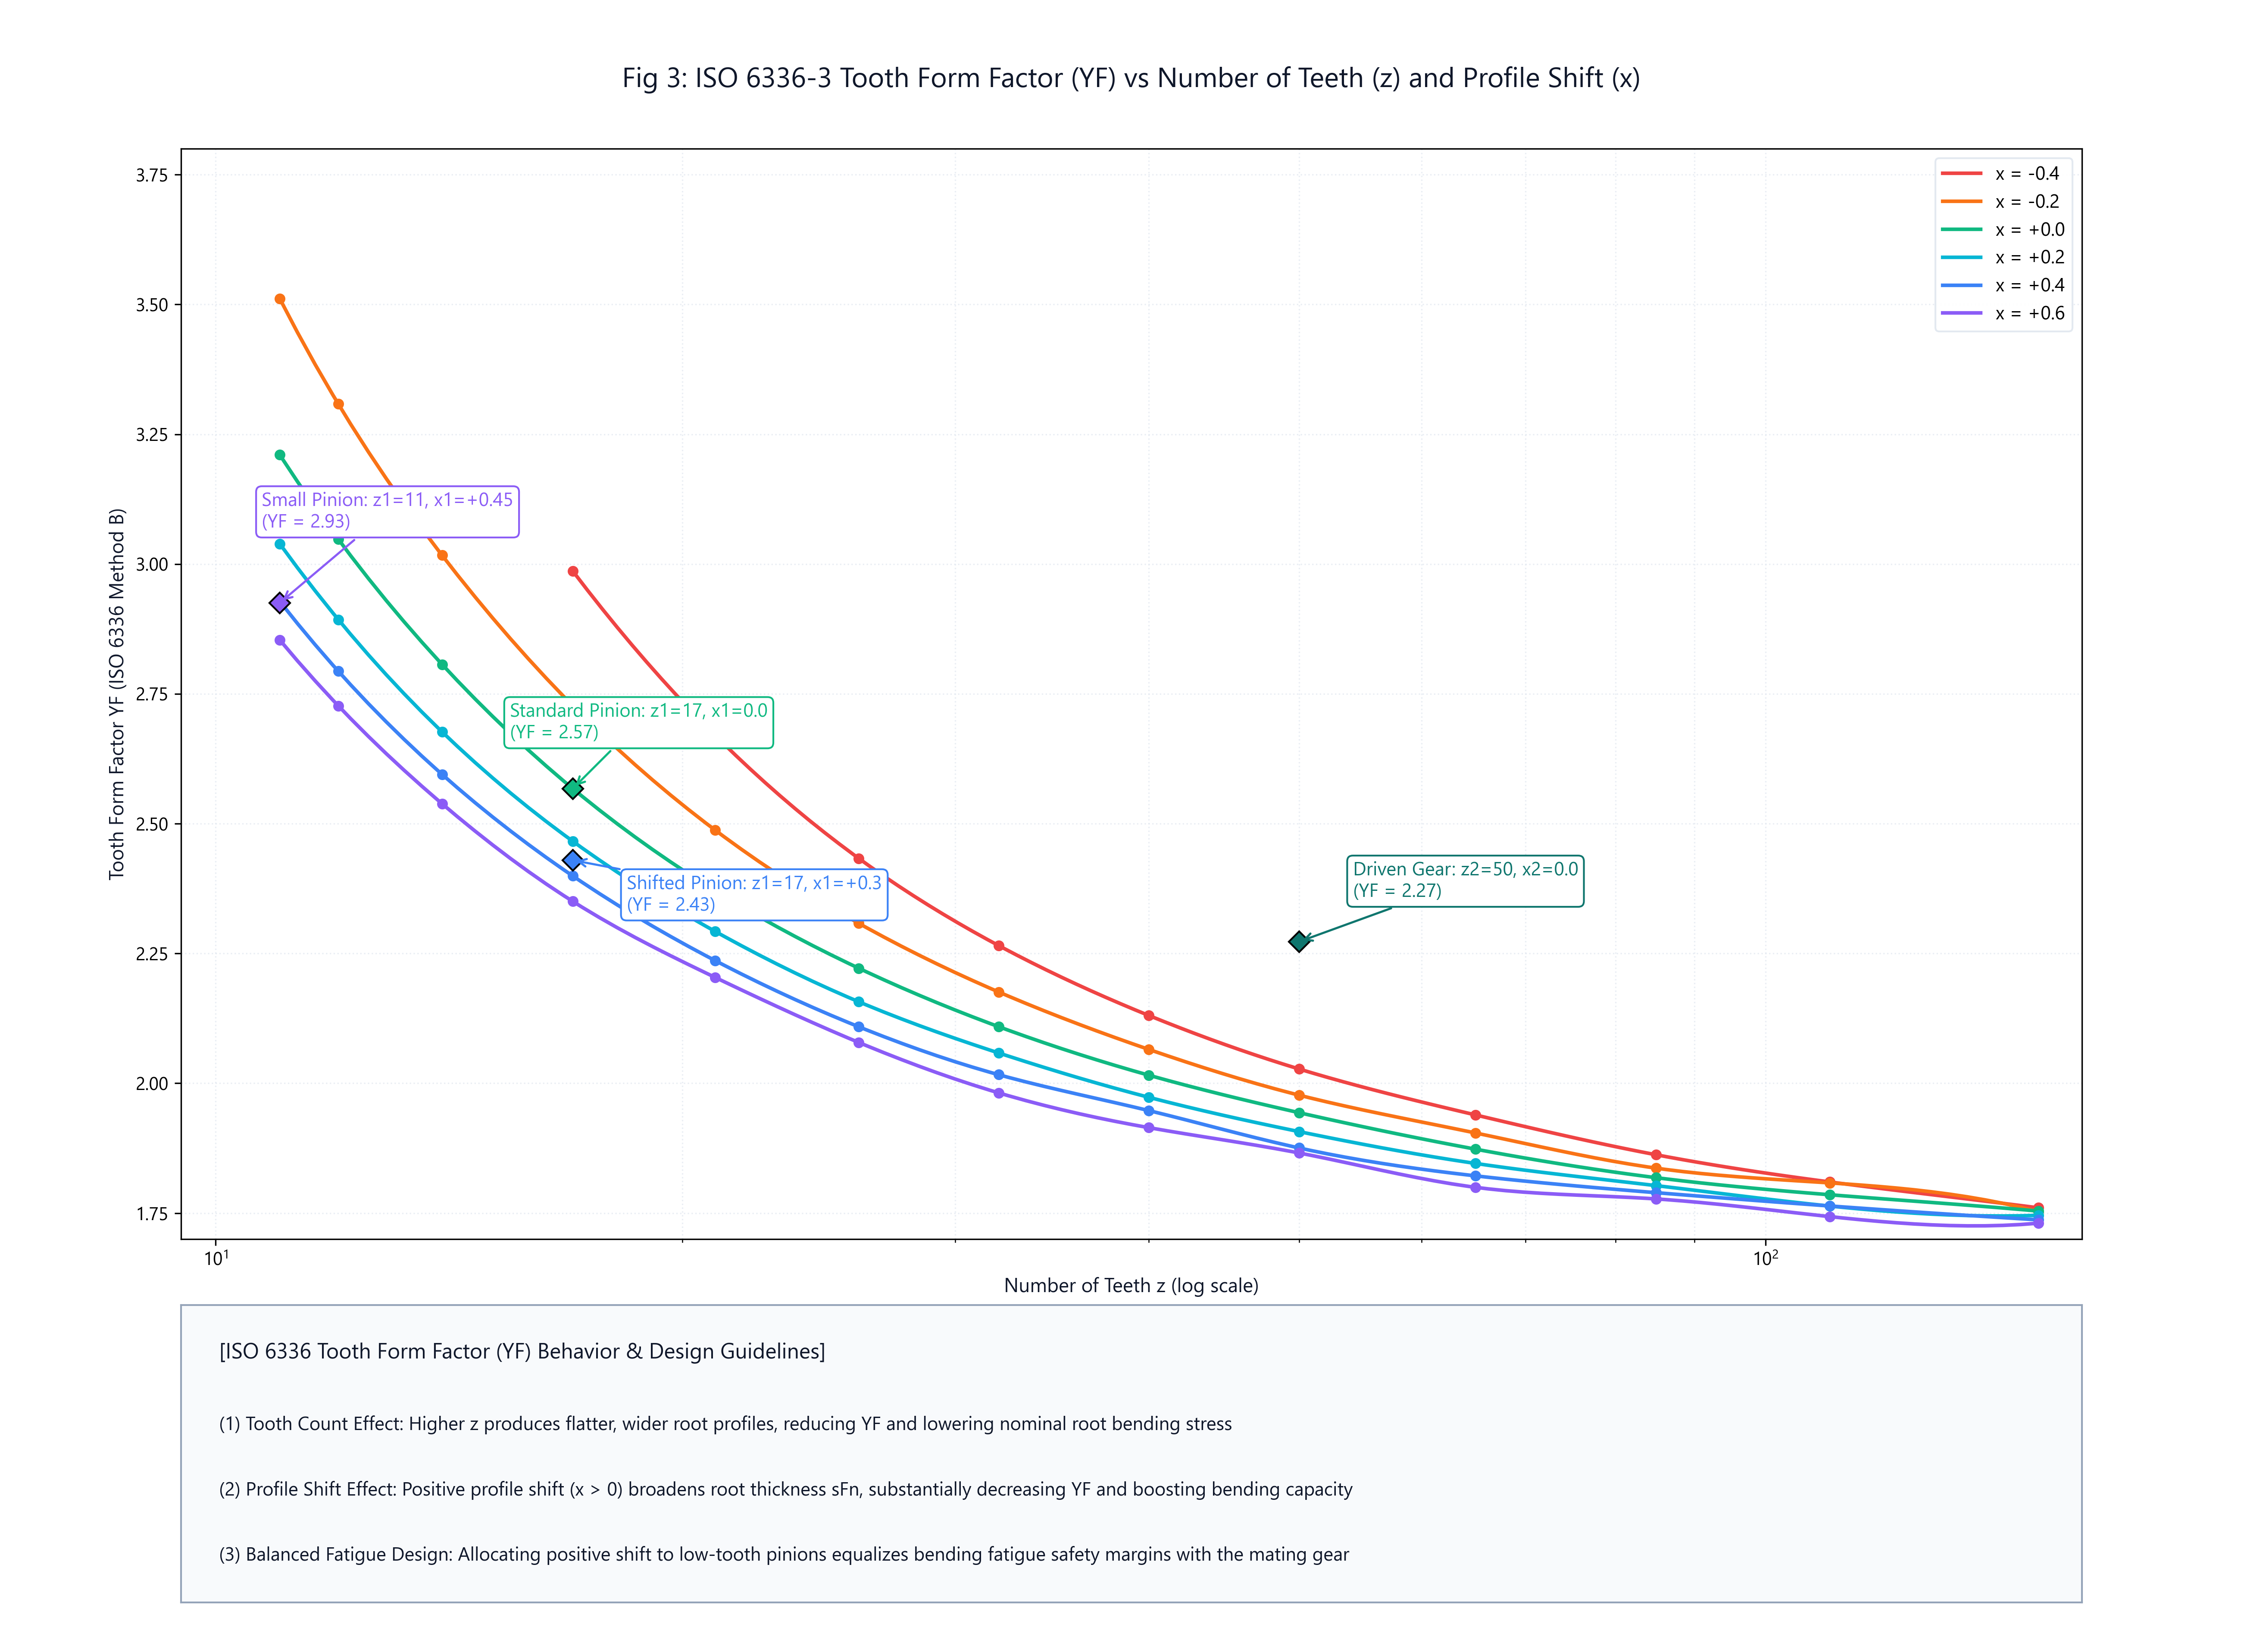 Fig 3: ISO 6336-3 Tooth Form Factor (YF) vs Number of Teeth (z) and Profile Shift (x)
Tooth Form Factor YF (ISO 6336 Method B)
3.75
3.50
3.25
3.00
2.75
2.50
2.25
2.00
1.75
x = -0.4
x = -0.2
x = +0.0
x = +0.2
x = +0.4
x = +0.6
Small Pinion: z1=11, x1=+0.45
(YF = 2.93)
Standard Pinion: z1=17, x1=0.0
(YF = 2.57)
Shifted Pinion: z1=17, x1=+0.3
(YF = 2.43)
Driven Gear: z2=50, x2=0.0
(YF = 2.27)
10¹
10²
Number of Teeth z (log scale)
[ISO 6336 Tooth Form Factor (YF) Behavior & Design Guidelines]
(1) Tooth Count Effect: Higher z produces flatter, wider root profiles, reducing YF and lowering nominal root bending stress
(2) Profile Shift Effect: Positive profile shift (x > 0) broadens root thickness sFn, substantially decreasing YF and boosting bending capacity
(3) Balanced Fatigue Design: Allocating positive shift to low-tooth pinions equalizes bending fatigue safety margins with the mating gear